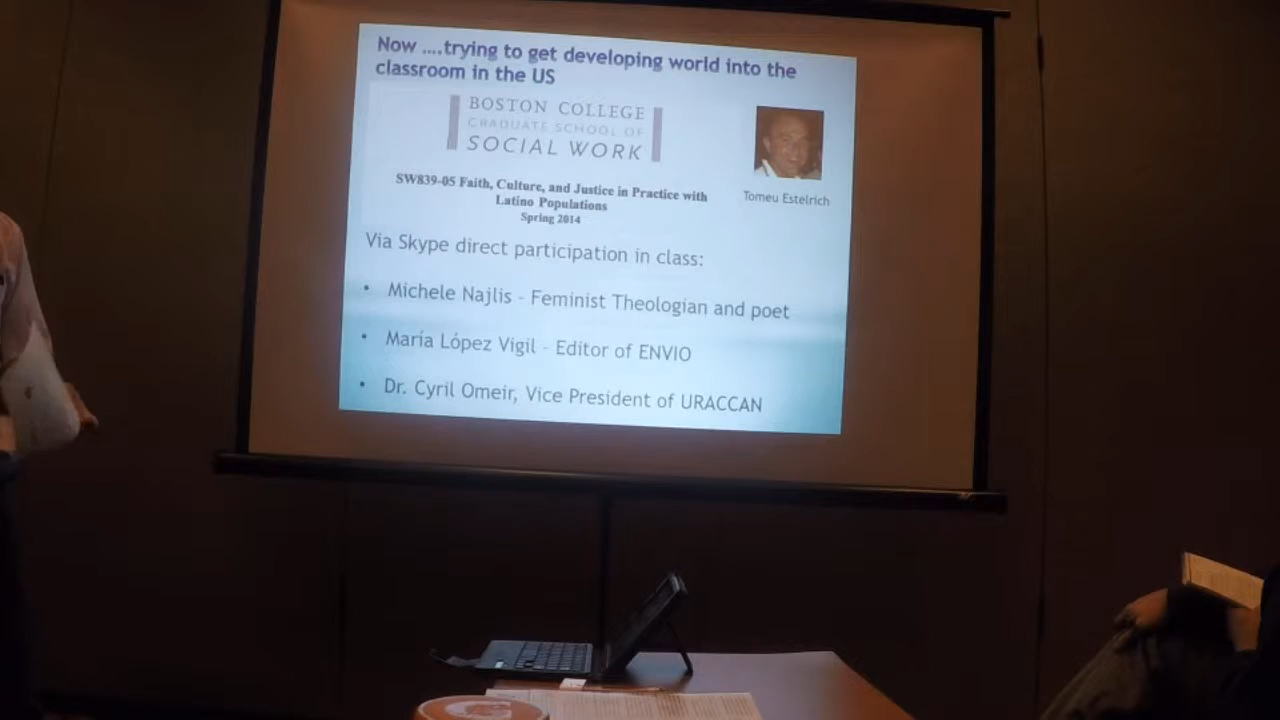 Now ....trying to get developing world into the
classroom in the US
BOSTON COLLEGE
GRADUATE SCHOOL OF
SOCIAL WORK
SW839-05 Faith, Culture, and Justice in Practice with
Latino Populations
Spring 2014
Tomeu Estelrich
Via Skype direct participation in class:
• Michele Najlis - Feminist Theologian and poet
• María López Vigil - Editor of ENVIO
• Dr. Cyril Omeir, Vice President of URACCAN